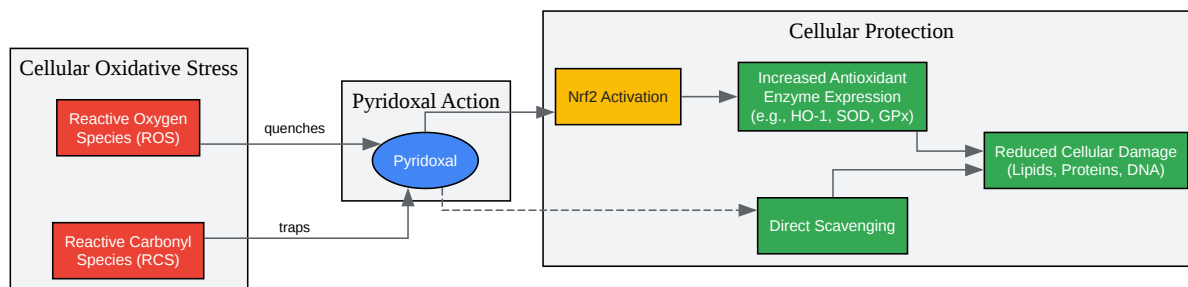 Cellular Oxidative Stress
Reactive Oxygen
Species (ROS)
Reactive Carbonyl
Species (RCS)
quenches
traps
Pyridoxal Action
Pyridoxal
Cellular Protection
Nrf2 Activation
Increased Antioxidant
Enzyme Expression
(e.g., HO-1, SOD, GPx)
Direct Scavenging
Reduced Cellular Damage
(Lipids, Proteins, DNA)